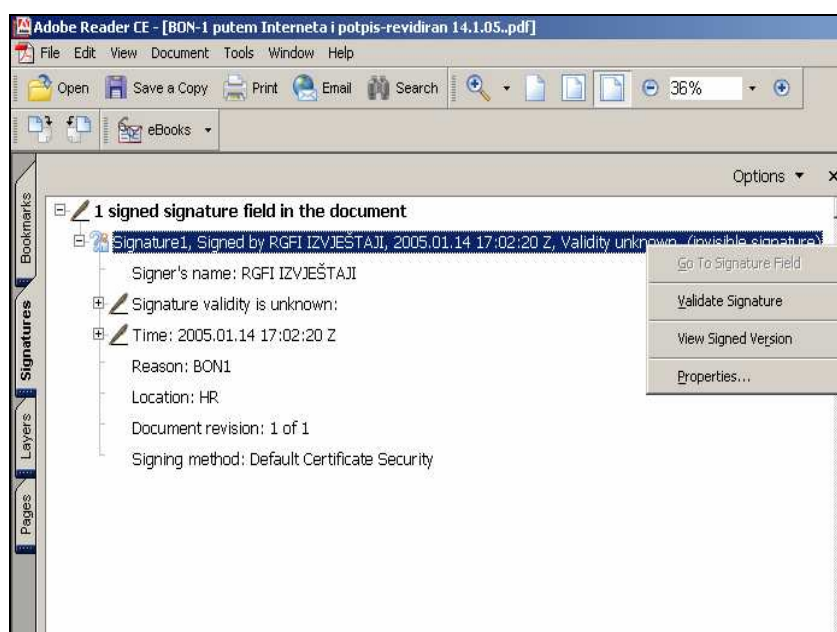 Adobe Reader CE - [BON-1 putem Interneta i potpis-revidiran 14.1.05..pdf]
File Edit View Document Tools Window Help
Open Save a Copy Print Email Search 36%
eBooks
Options
Bookmarks
Signatures
Layers
Pages
1 signed signature field in the document
Signature1, Signed by RGFI IZVJEŠTAJI, 2005.01.14 17:02:20 Z, Validity unknown, (invisible signature)
Signer's name: RGFI IZVJEŠTAJI
Signature validity is unknown:
Time: 2005.01.14 17:02:20 Z
Reason: BON1
Location: HR
Document revision: 1 of 1
Signing method: Default Certificate Security
Go To Signature Field
Validate Signature
View Signed Version
Properties...